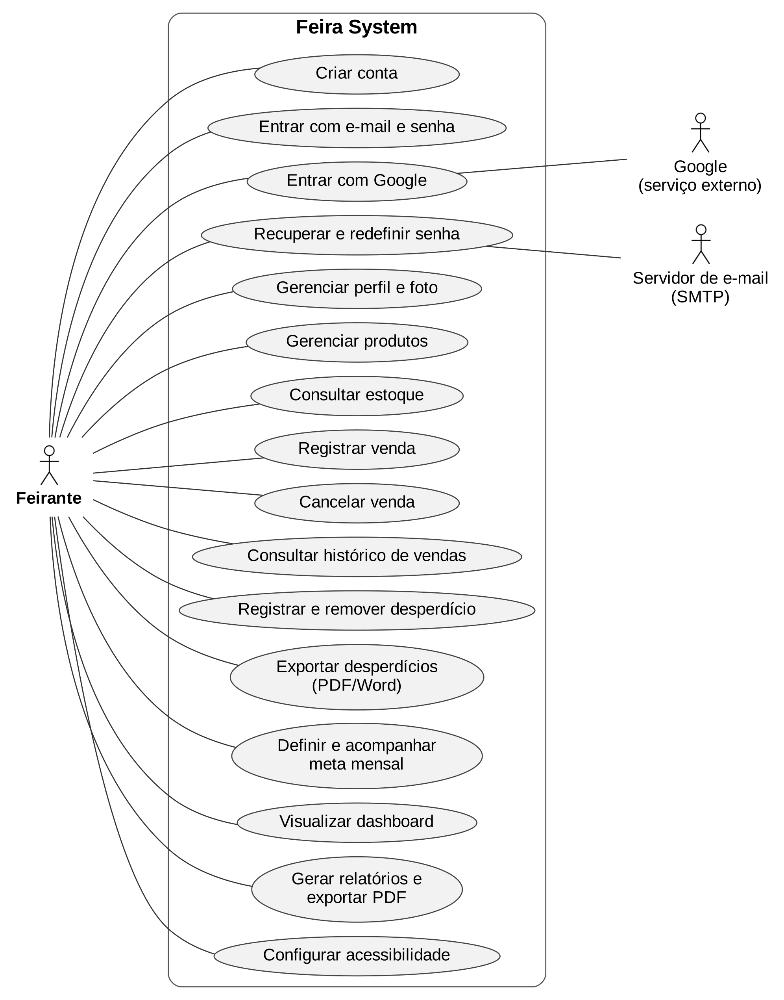 Feira System
Criar conta
Entrar com e-mail e senha
Entrar com Google
Google
(serviço externo)
Recuperar e redefinir senha
Servidor de e-mail
(SMTP)
Gerenciar perfil e foto
Gerenciar produtos
Consultar estoque
Registrar venda
Feirante
Cancelar venda
Consultar histórico de vendas
Registrar e remover desperdício
Exportar desperdícios
(PDF/Word)
Definir e acompanhar
meta mensal
Visualizar dashboard
Gerar relatórios e
exportar PDF
Configurar acessibilidade